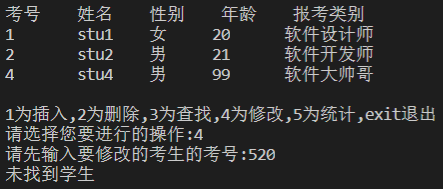 考号 姓名 性别 年龄 报考类别
1 stu1 女 20 软件设计师
2 stu2 男 21 软件开发师
4 stu4 男 99 软件大帅哥
1为插入,2为删除,3为查找,4为修改,5为统计,exit退出
请选择您要进行的操作:4
请先输入要修改的考生的考号:520
未找到学生